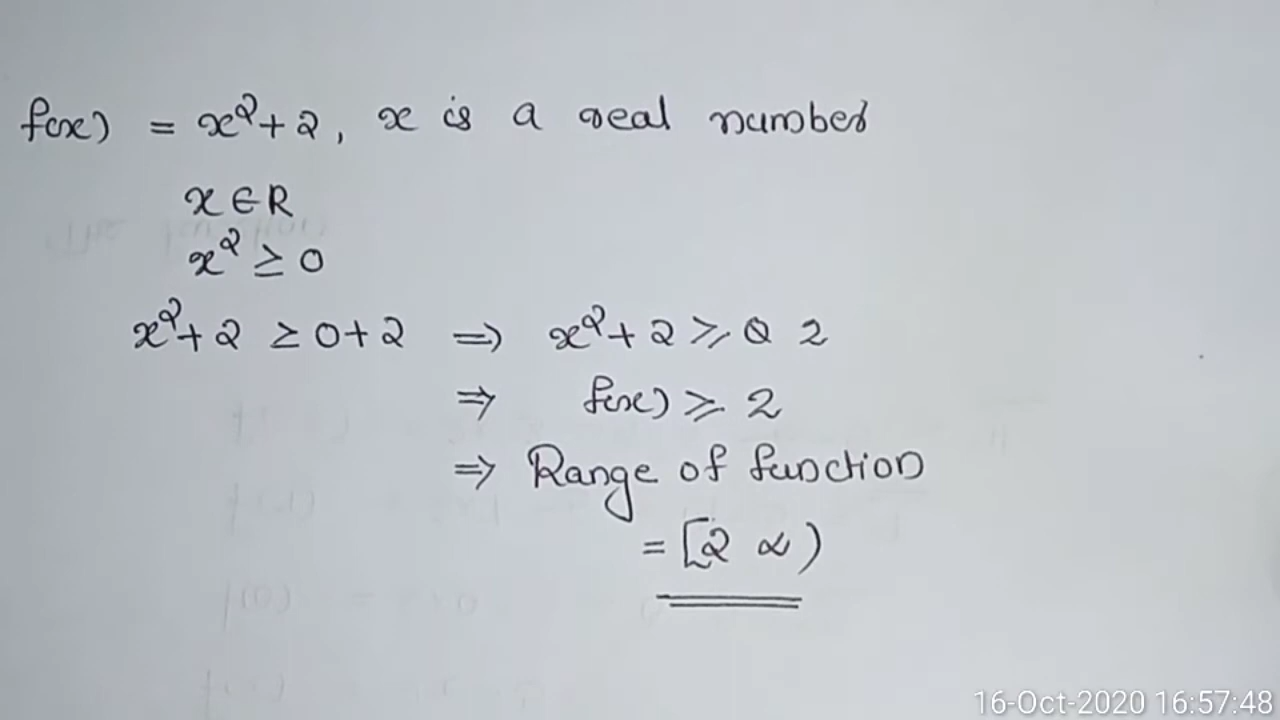 f(x) = x²+2, x is a real number
x ∈ R
x² ≥ 0
x²+2 ≥ 0+2 ⇒ x²+2 ⩾ 2
⇒ f(x) ⩾ 2
⇒ Range of function
= [2 ∝)
16-Oct-2020 16:57:48